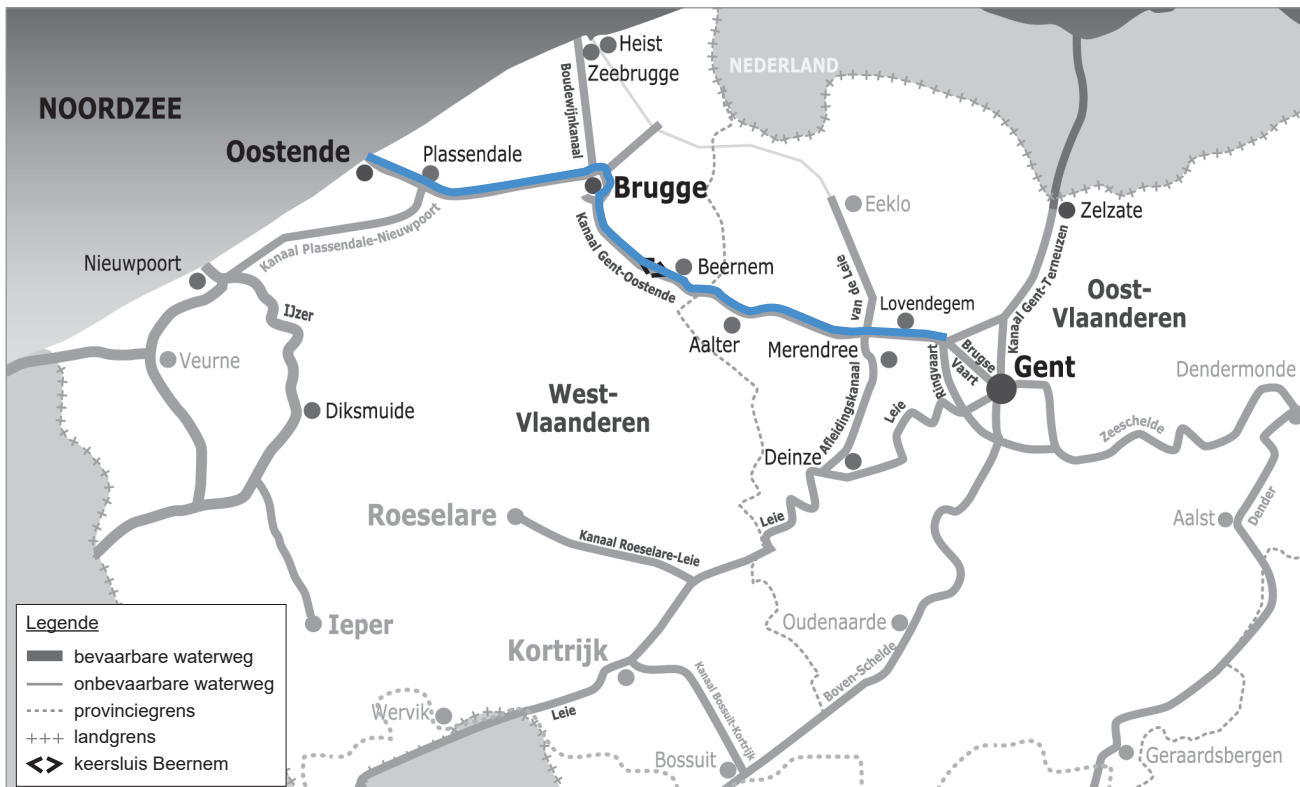 Heist
Zeebrugge
NEDERLAND
NOORDZEE
Boudewijnkanaal
Oostende
Plassendale
Brugge
Eeklo
Zelzate
Kanaal Plassendale-Nieuwpoort
Kanaal Gent-Oostende
Nieuwpoort
Beernem
van de Leie
Kanaal Gent-Terneuzen
Oost-
Vlaanderen
IJzer
Lovendegem
Veurne
Aalter
Merendree
Ringvaart
Brugse
Vaart
Gent
Dendermonde
West-
Vlaanderen
Afleidingskanaal
Leie
Diksmuide
Zeeschelde
Deinze
Roeselare
Leie
Aalst
Dender
Kanaal Roeselare-Leie
Ieper
Oudenaarde
Kortrijk
Kanaal Bossuit-Kortrijk
Boven-Schelde
Wervik
Leie
Bossuit
Geraardsbergen
Legende
bevaarbare waterweg
onbevaarbare waterweg
provinciegrens
landgrens
keersluis Beernem